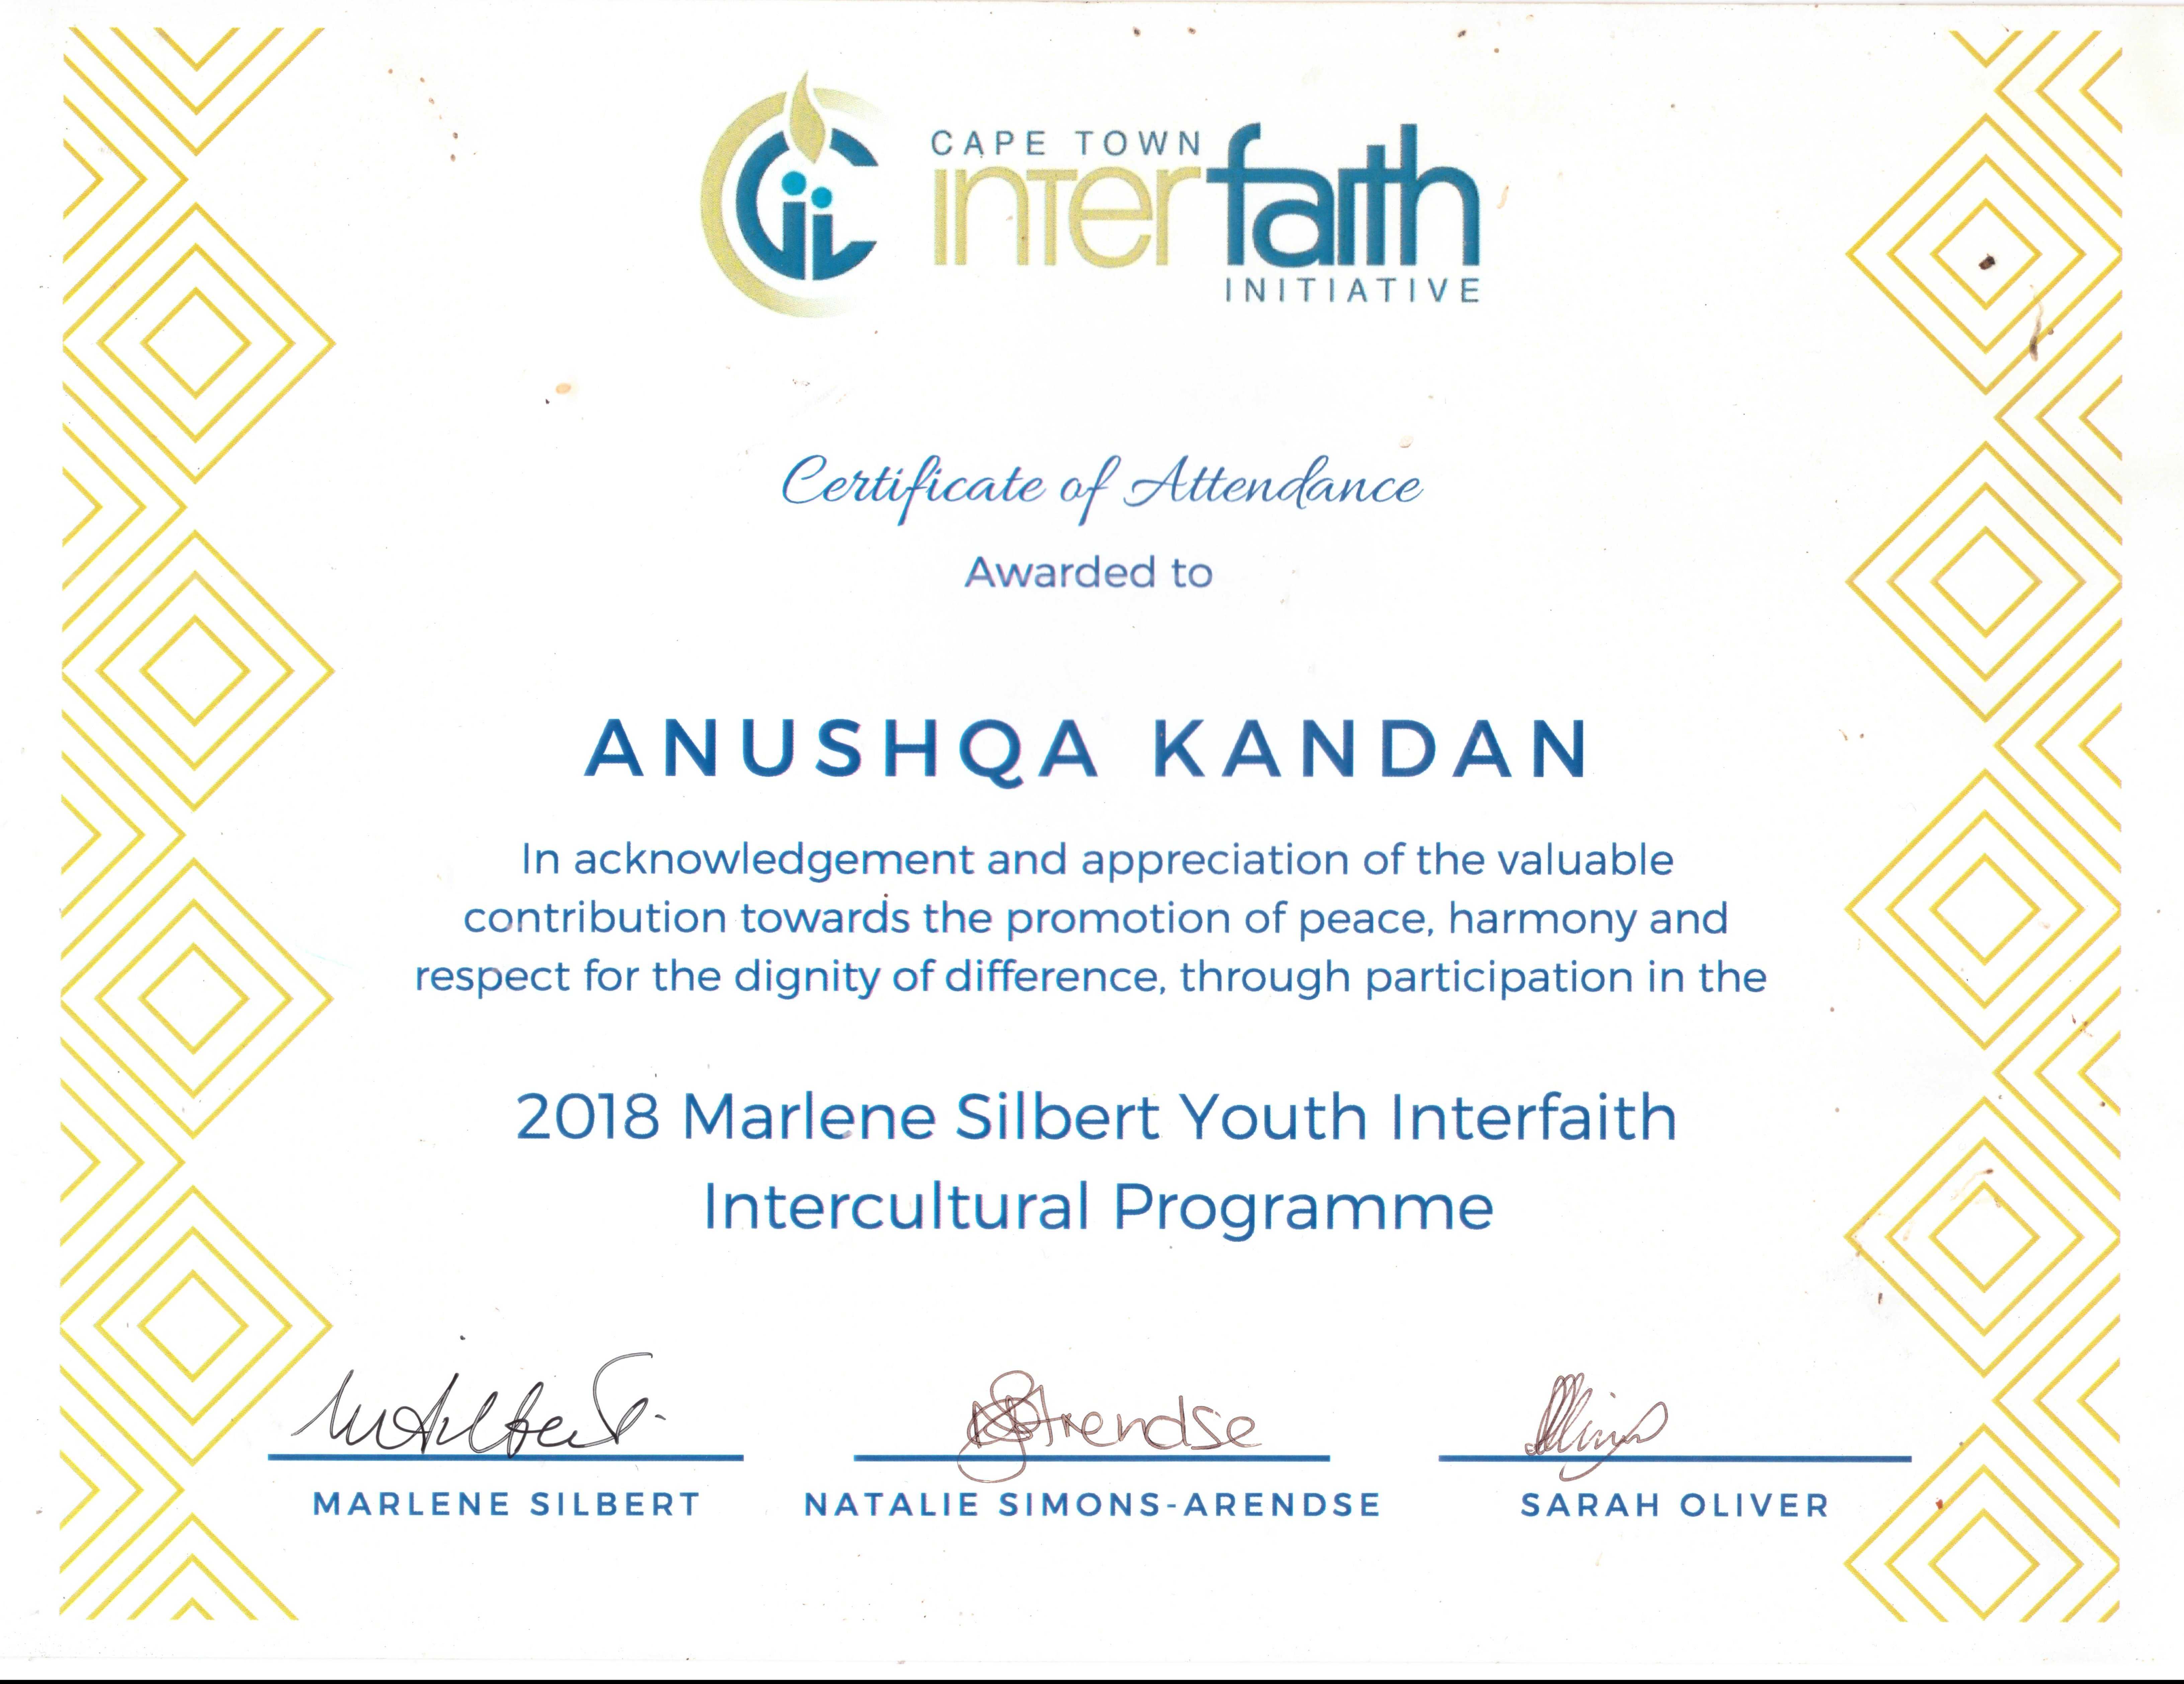 CAPE TOWN
interfaith
INITIATIVE
Certificate of Attendance
Awarded to
ANUSHQA KANDAN
In acknowledgement and appreciation of the valuable
contribution towards the promotion of peace, harmony and
respect for the dignity of difference, through participation in the
2018 Marlene Silbert Youth Interfaith
Intercultural Programme
MARLENE SILBERT
NATALIE SIMONS-ARENDSE
SARAH OLIVER